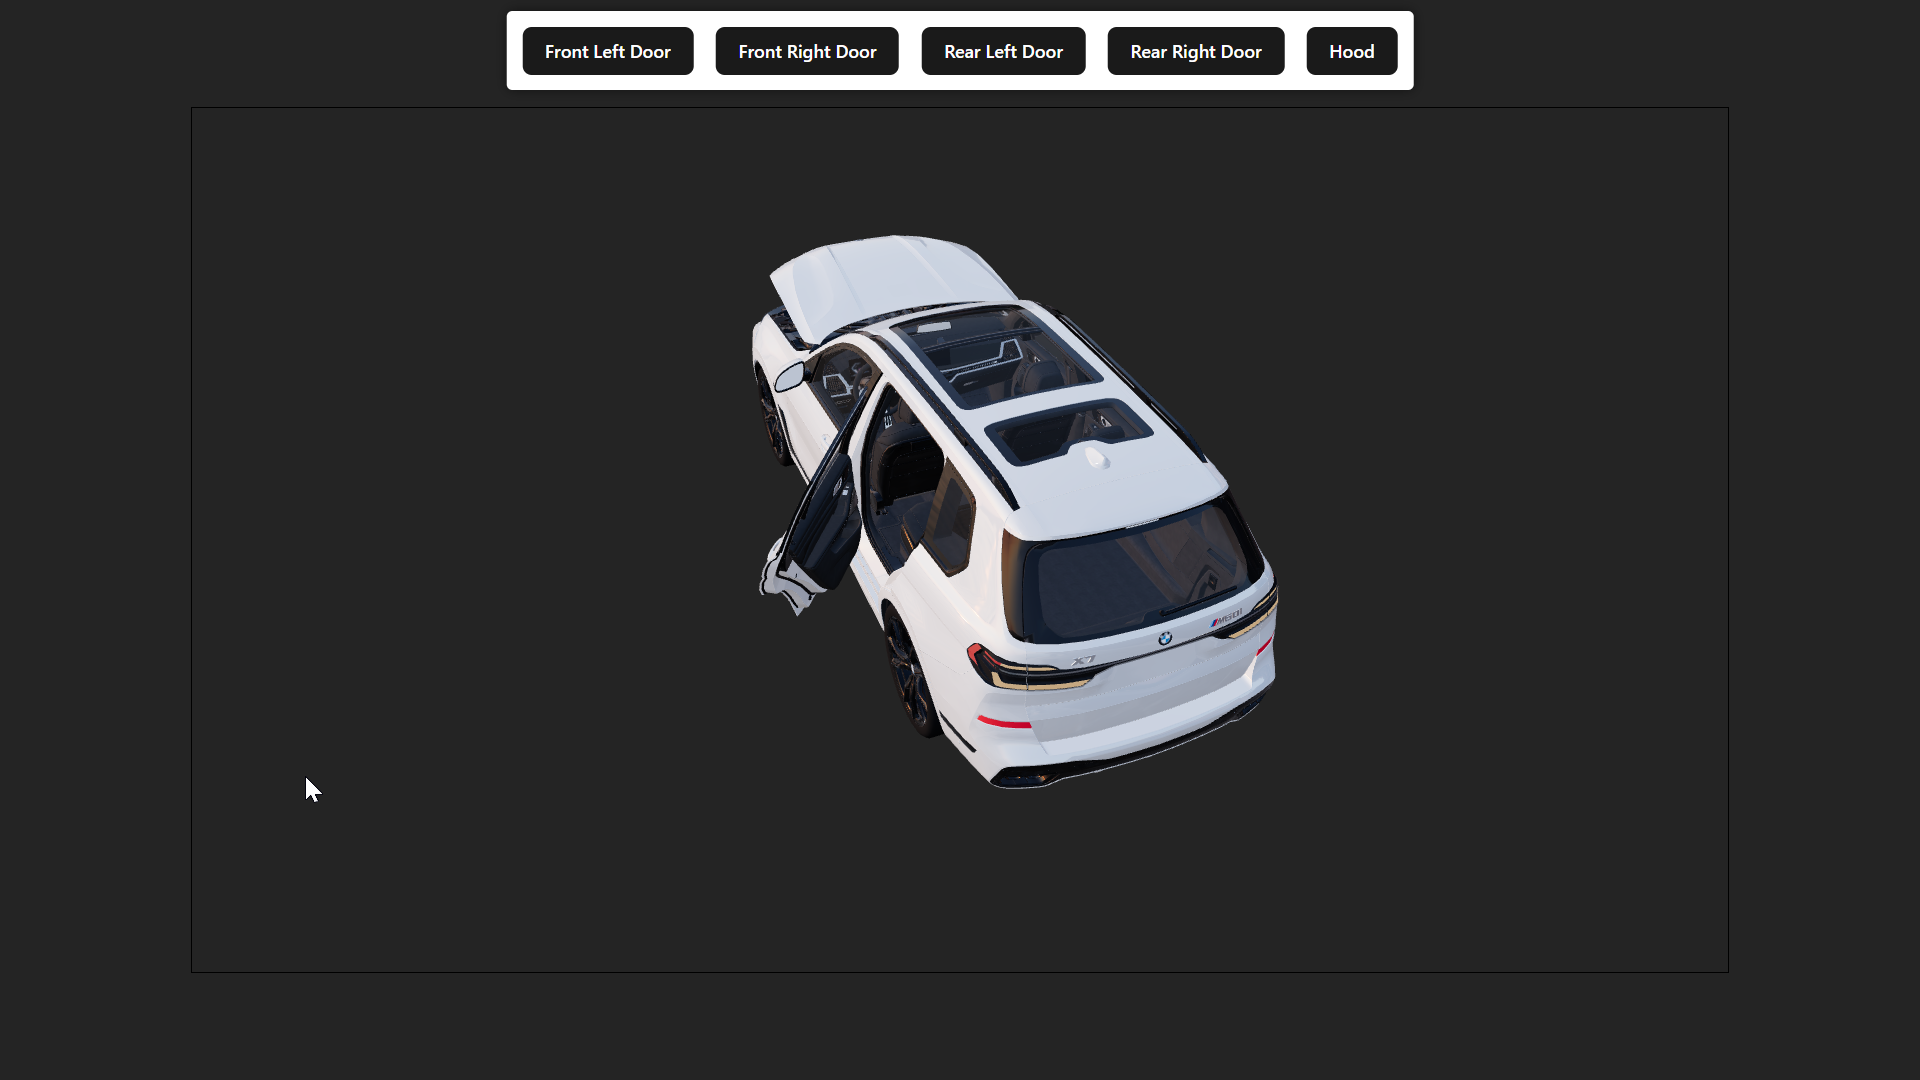 Front Left Door
Front Right Door
Rear Left Door
Rear Right Door
Hood
X7
M60i